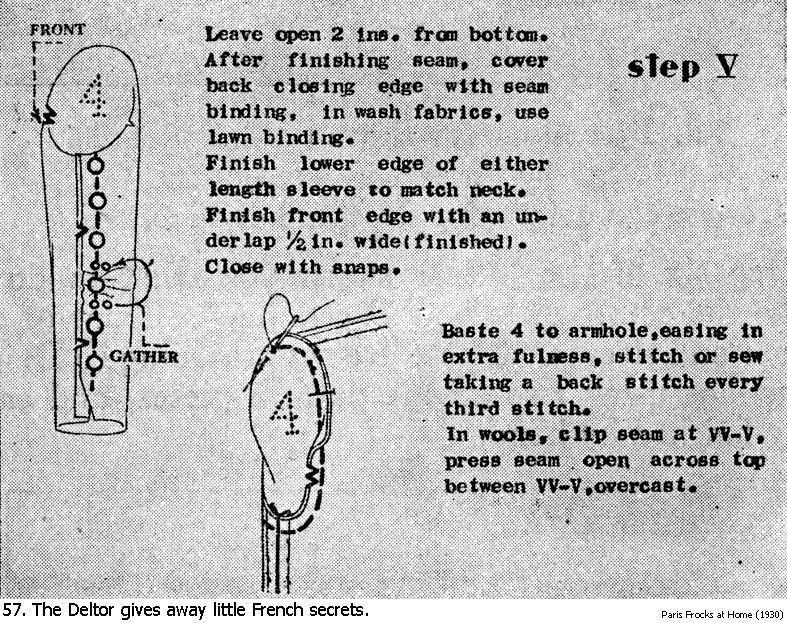 FRONT
4
GATHER
Leave open 2 ins. from bottom.
After finishing seam, cover
back closing edge with seam
binding, in wash fabrics, use
lawn binding.
Finish lower edge of either
length sleeve to match neck.
Finish front edge with an un-
derlap ½ in. wide(finished).
Close with snaps.
step V
4
Baste 4 to armhole,easing in
extra fulness, stitch or sew
taking a back stitch every
third stitch.
In wools, clip seam at VV-V,
press seam open across top
between VV-V,overcast.
57. The Deltor gives away little French secrets.
Paris Frocks at Home (1930)